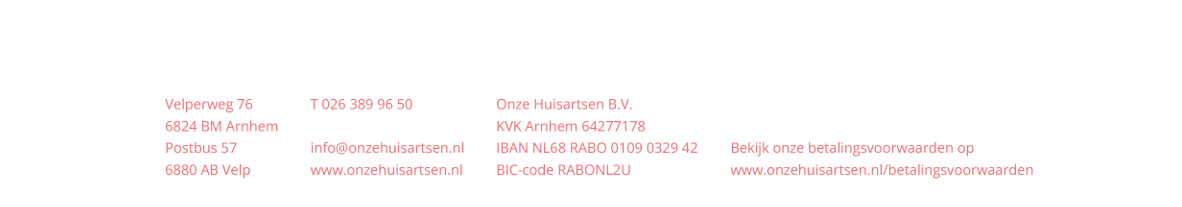 Velperweg 76
6824 BM Arnhem
Postbus 57
6880 AB Velp
T 026 389 96 50
info@onzehuisartsen.nl
www.onzehuisartsen.nl
Onze Huisartsen B.V.
KVK Arnhem 64277178
IBAN NL68 RABO 0109 0329 42
BIC-code RABONL2U
Bekijk onze betalingsvoorwaarden op
www.onzehuisartsen.nl/betalingsvoorwaarden